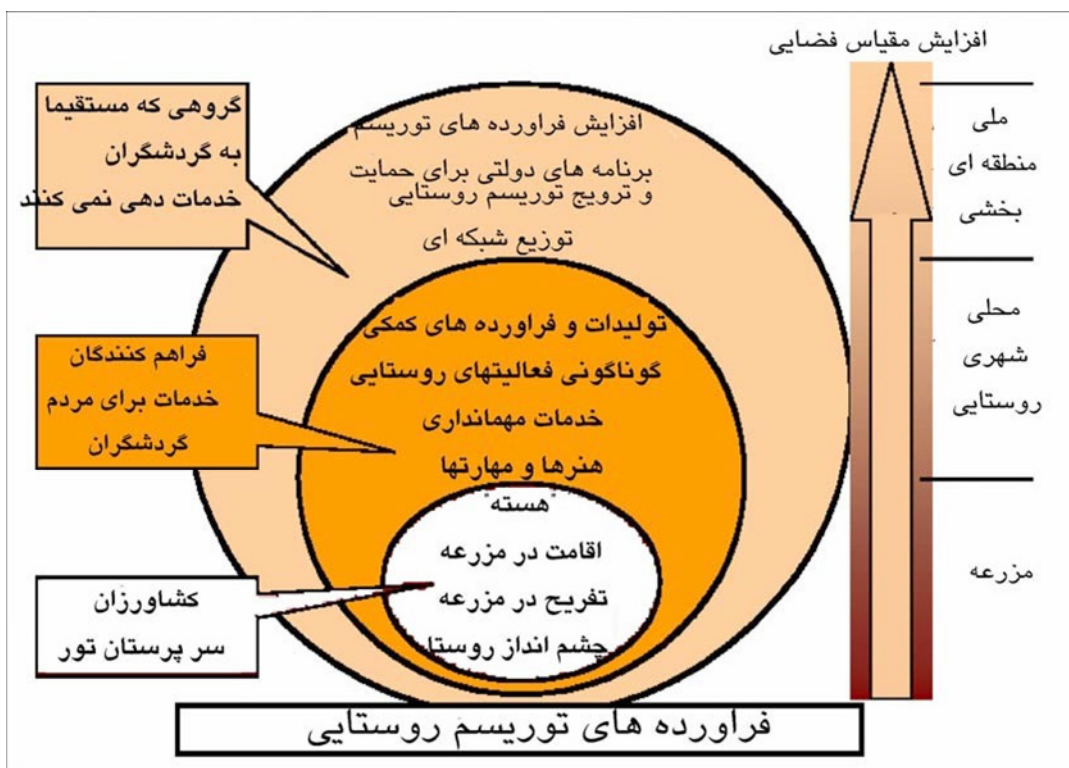 افزایش مقیاس فضایی
ملی
منطقه ای
بخشی
محلی
شهری
روستایی
مزرعه
افزایش فراورده های توریسم
برنامه های دولتی برای حمایت
و ترویج توریسم روستایی
توزیع شبکه ای
تولیدات و فراورده های کمکی
گوناگونی فعالیتهای روستایی
خدمات مهمانداری
هنرها و مهارتها
"هسته"
اقامت در مزرعه
تفریح در مزرعه
چشم انداز روستا
گروهی که مستقیما
به گردشگران
خدمات دهی نمی کنند
فراهم کنندگان
خدمات برای مردم
گردشگران
کشاورزان
سر پرستان تور
فراورده های توریسم روستایی